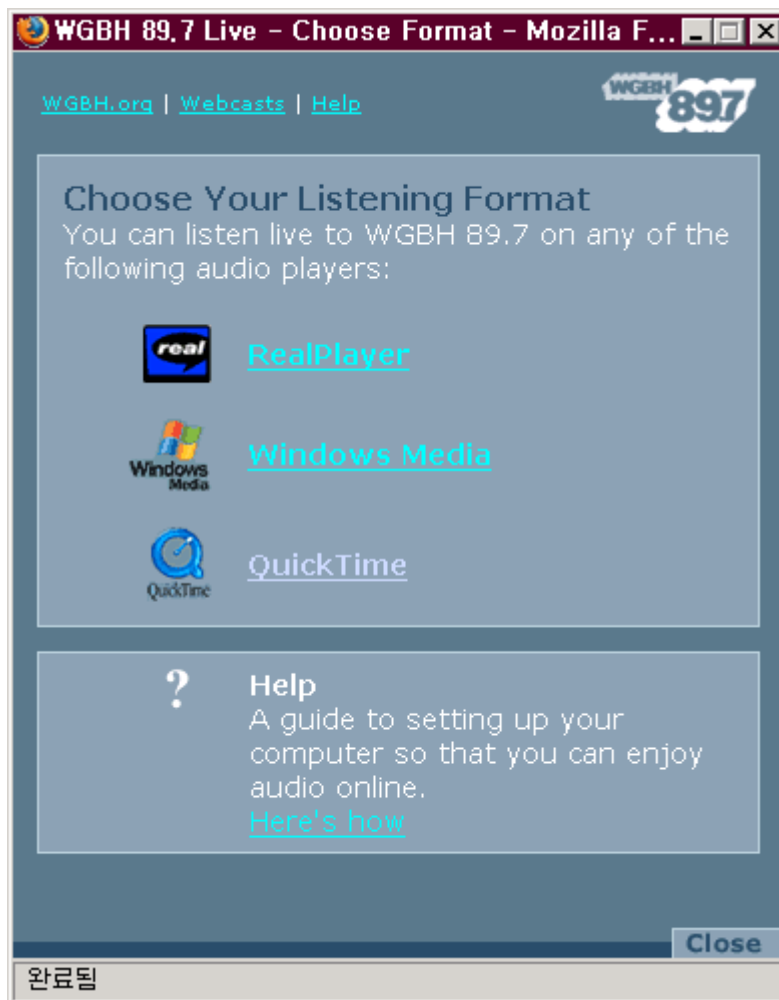 WGBH 89.7 Live - Choose Format - Mozilla F...
WGBH.org | Webcasts | Help
WGBH
89.7
Choose Your Listening Format
You can listen live to WGBH 89.7 on any of the
following audio players:
real
RealPlayer
Windows
Media
Windows Media
QuickTime
QuickTime
?
Help
A guide to setting up your
computer so that you can enjoy
audio online.
Here's how
Close
완료됨